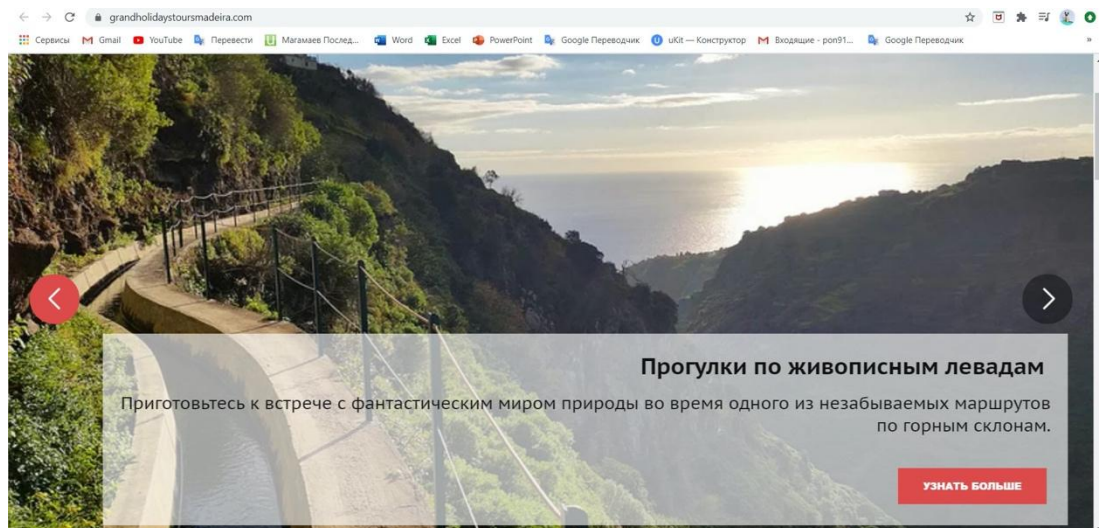 grandholidaystoursmadeira.com
Сервисы Gmail YouTube Перевести Магамаев Послед... Word Excel PowerPoint Google Переводчик uKit — Конструктор Входящие - pon91... Google Переводчик »
Прогулки по живописным левадам
Приготовьтесь к встрече с фантастическим миром природы во время одного из незабываемых маршрутов
по горным склонам.
УЗНАТЬ БОЛЬШЕ